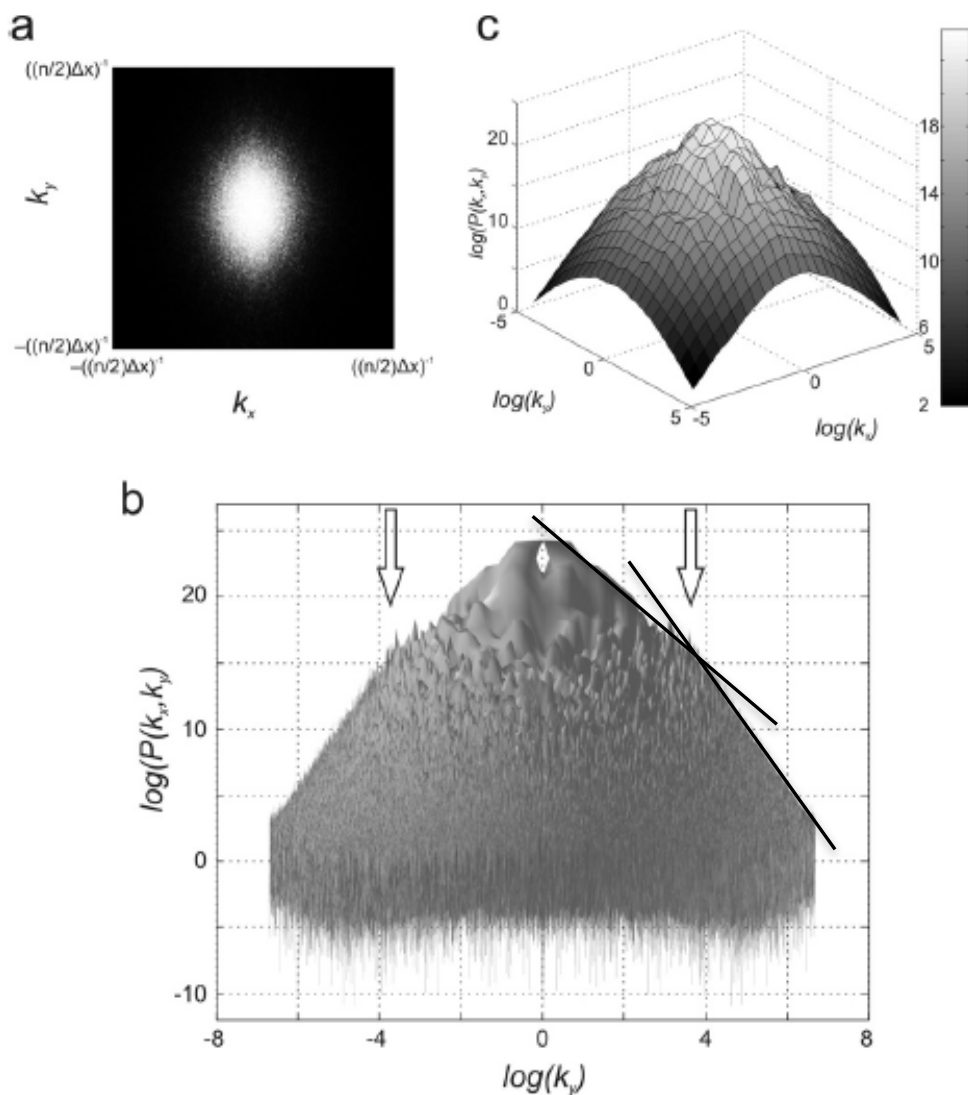 a
((n/2)Δx)⁻¹
k_y
−((n/2)Δx)⁻¹
−((n/2)Δx)⁻¹ ((n/2)Δx)⁻¹
k_x
c
20
10
0
log(P(k_x,k_y)
-5
0
5
log(k_y)
-5
0
5
log(k_x)
18
14
10
6
2
b
20
10
0
-10
log(P(k_x,k_y)
-8 -4 0 4 8
log(k_y)